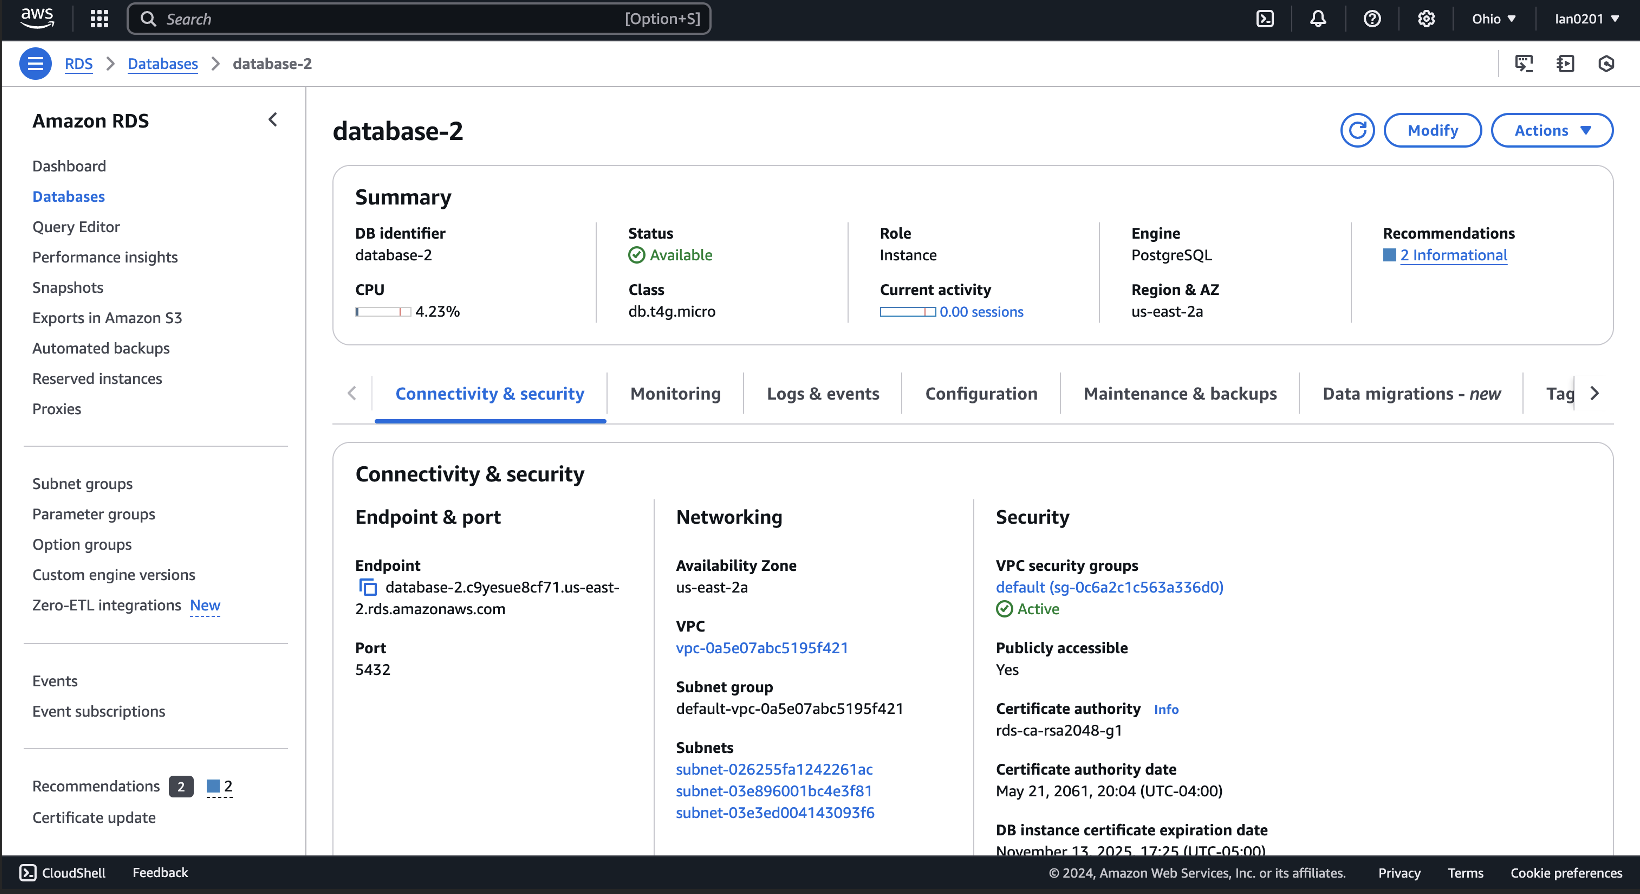 aws
Search [Option+S]
Ohio ▼
Ian0201 ▼
RDS > Databases > database-2
Amazon RDS
Dashboard
Databases
Query Editor
Performance insights
Snapshots
Exports in Amazon S3
Automated backups
Reserved instances
Proxies
Subnet groups
Parameter groups
Option groups
Custom engine versions
Zero-ETL integrations New
Events
Event subscriptions
Recommendations 2 2
Certificate update
database-2
Modify
Actions ▼
Summary
DB identifier
database-2
CPU
4.23%
Status
Available
Class
db.t4g.micro
Role
Instance
Current activity
0.00 sessions
Engine
PostgreSQL
Region & AZ
us-east-2a
Recommendations
2 Informational
Connectivity & security
Monitoring
Logs & events
Configuration
Maintenance & backups
Data migrations - new
Tag
Connectivity & security
Endpoint & port
Endpoint
database-2.c9yesue8cf71.us-east-
2.rds.amazonaws.com
Port
5432
Networking
Availability Zone
us-east-2a
VPC
vpc-0a5e07abc5195f421
Subnet group
default-vpc-0a5e07abc5195f421
Subnets
subnet-026255fa1242261ac
subnet-03e896001bc4e3f81
subnet-03e3ed004143093f6
Security
VPC security groups
default (sg-0c6a2c1c563a336d0)
Active
Publicly accessible
Yes
Certificate authority Info
rds-ca-rsa2048-g1
Certificate authority date
May 21, 2061, 20:04 (UTC-04:00)
DB instance certificate expiration date
November 13, 2025, 17:25 (UTC-05:00)
CloudShell
Feedback
© 2024, Amazon Web Services, Inc. or its affiliates.
Privacy
Terms
Cookie preferences